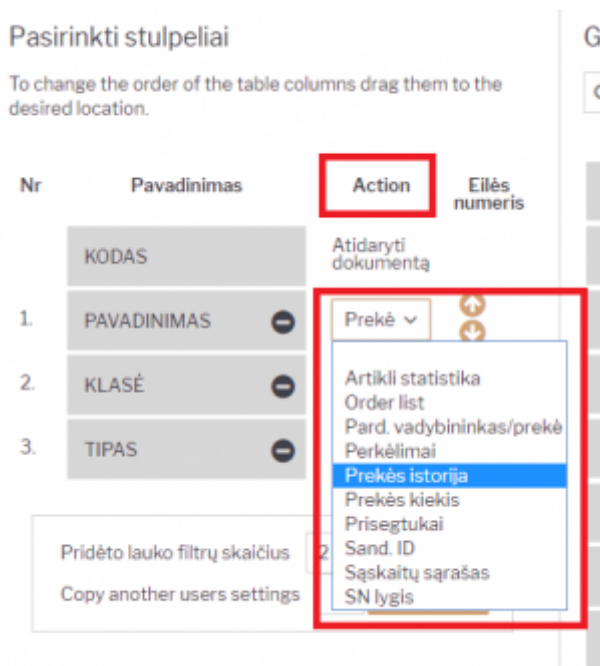 Pasirinkti stulpeliai
G
To change the order of the table columns drag them to the
desired location.
Nr Pavadinimas Action Eilės
numeris
KODAS Atidaryti
dokumentą
1. PAVADINIMAS Prekė
2. KLASĖ
3. TIPAS
Artikli statistika
Order list
Pard. vadybininkas/prekė
Perkėlimai
Prekės istorija
Prekės kiekis
Prisegtukai
Sand. ID
Sąskaitų sąrašas
SN lygis
Pridėto lauko filtrų skaičius 2
Copy another users settings